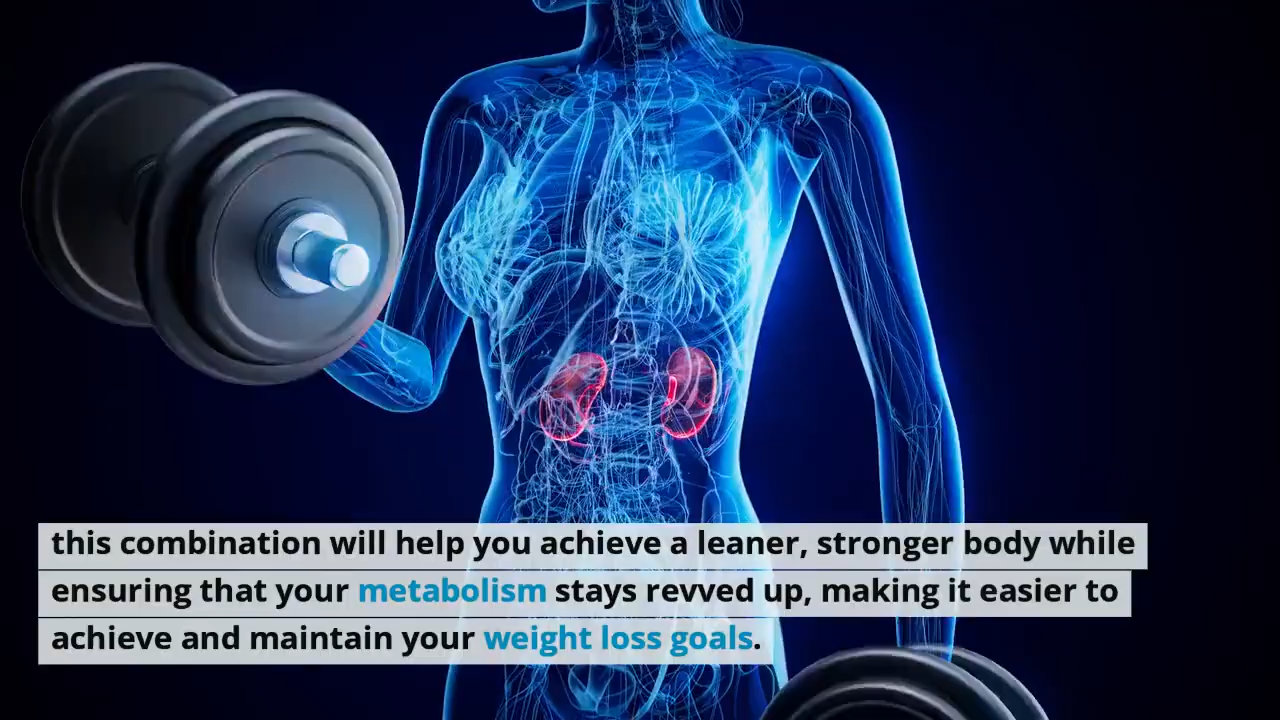 this combination will help you achieve a leaner, stronger body while
ensuring that your metabolism stays revved up, making it easier to
achieve and maintain your weight loss goals.